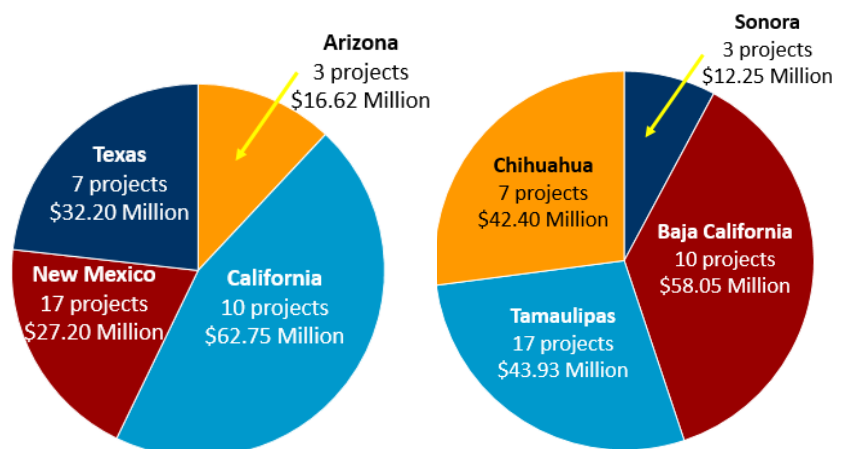 Arizona
3 projects
$16.62 Million
Texas
7 projects
$32.20 Million
New Mexico
17 projects
$27.20 Million
California
10 projects
$62.75 Million
Sonora
3 projects
$12.25 Million
Chihuahua
7 projects
$42.40 Million
Baja California
10 projects
$58.05 Million
Tamaulipas
17 projects
$43.93 Million